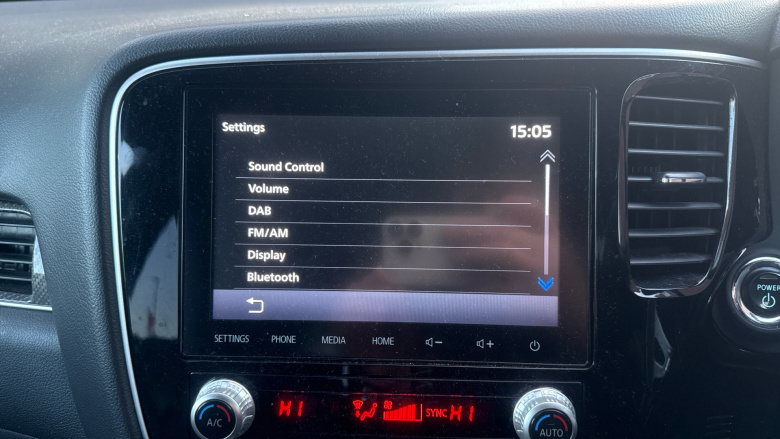 Settings 15:05
Sound Control
Volume
DAB
FM/AM
Display
Bluetooth
SETTINGS PHONE MEDIA HOME - +
POWER
A/C HI SYNC HI AUTO